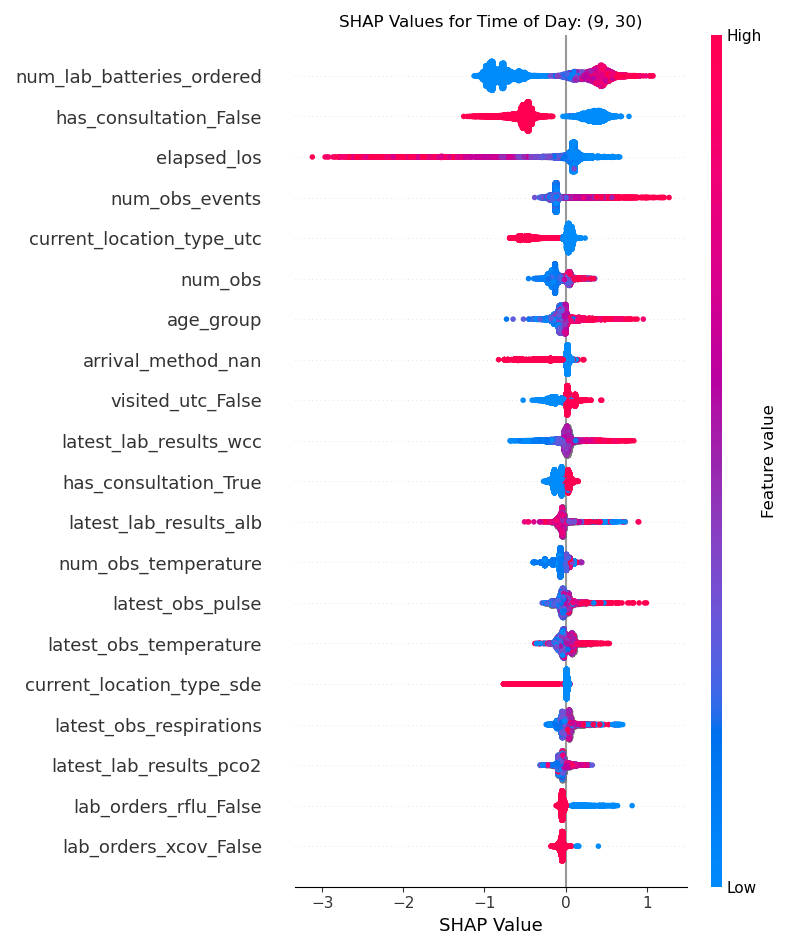 SHAP Values for Time of Day: (9, 30)
High
num_lab_batteries_ordered
has_consultation_False
elapsed_los
num_obs_events
current_location_type_utc
num_obs
age_group
arrival_method_nan
visited_utc_False
latest_lab_results_wcc
has_consultation_True
latest_lab_results_alb
num_obs_temperature
latest_obs_pulse
latest_obs_temperature
current_location_type_sde
latest_obs_respirations
latest_lab_results_pco2
lab_orders_rflu_False
lab_orders_xcov_False
Feature value
Low
−3 −2 −1 0 1
SHAP Value